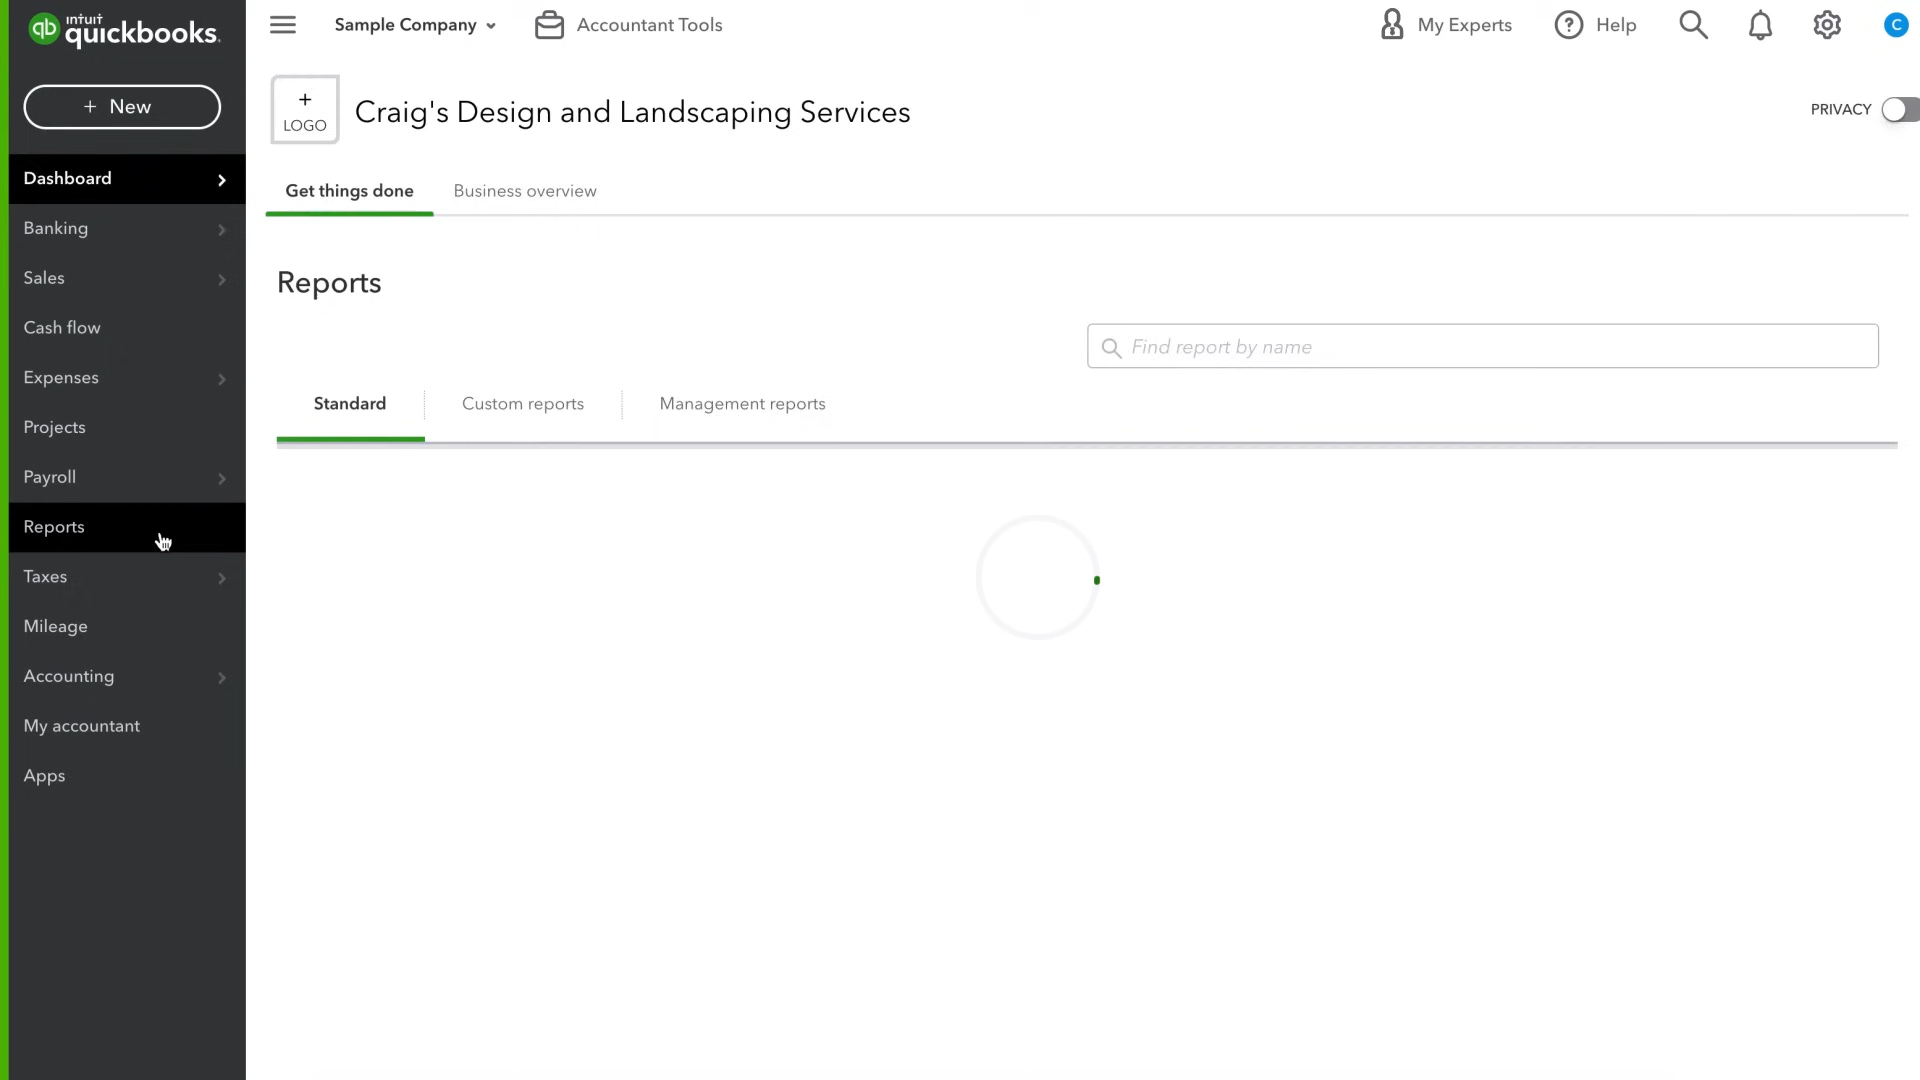 intuit
qb quickbooks.
+ New
Dashboard
Banking
Sales
Cash flow
Expenses
Projects
Payroll
Reports
Taxes
Mileage
Accounting
My accountant
Apps
Sample Company
Accountant Tools
My Experts
? Help
C
+
LOGO
Craig's Design and Landscaping Services
PRIVACY
Get things done
Business overview
Reports
Find report by name
Standard
Custom reports
Management reports